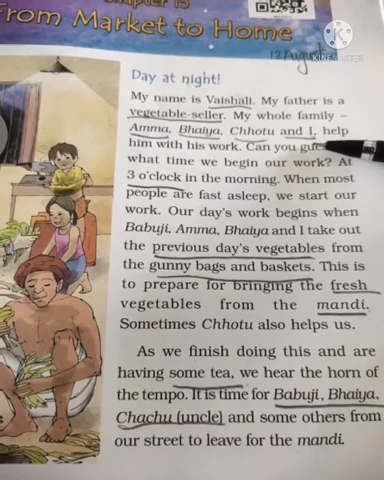 Chapter 15
From Market to Home
12 August
KINEMASTER
Day at night!
My name is Vaishali. My father is a
vegetable-seller. My whole family –
Amma, Bhaiya, Chhotu and I, help
him with his work. Can you guess
what time we begin our work? At
3 o'clock in the morning. When most
people are fast asleep, we start our
work. Our day's work begins when
Babuji, Amma, Bhaiya and I take out
the previous day's vegetables from
the gunny bags and baskets. This is
to prepare for bringing the fresh
vegetables from the mandi.
Sometimes Chhotu also helps us.
As we finish doing this and are
having some tea, we hear the horn of
the tempo. It is time for Babuji, Bhaiya,
Chachu (uncle) and some others from
our street to leave for the mandi.